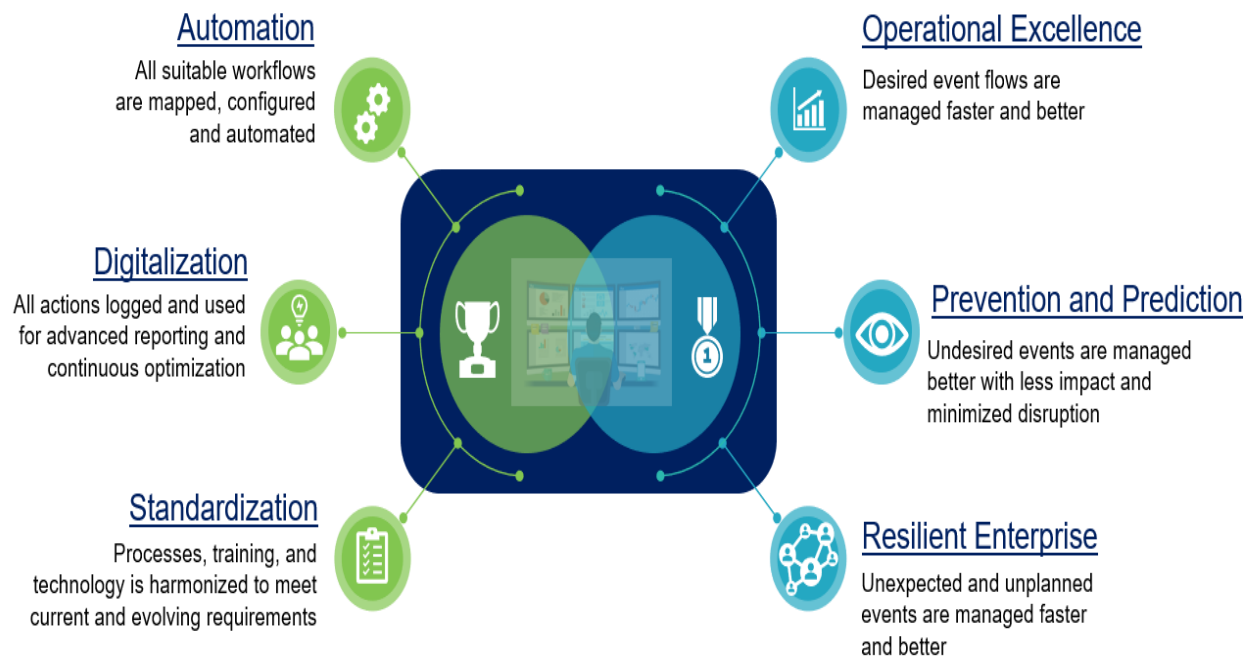 Automation
All suitable workflows
are mapped, configured
and automated
Digitalization
All actions logged and used
for advanced reporting and
continuous optimization
Standardization
Processes, training, and
technology is harmonized to meet
current and evolving requirements
1
Operational Excellence
Desired event flows are
managed faster and better
Prevention and Prediction
Undesired events are managed
better with less impact and
minimized disruption
Resilient Enterprise
Unexpected and unplanned
events are managed faster
and better